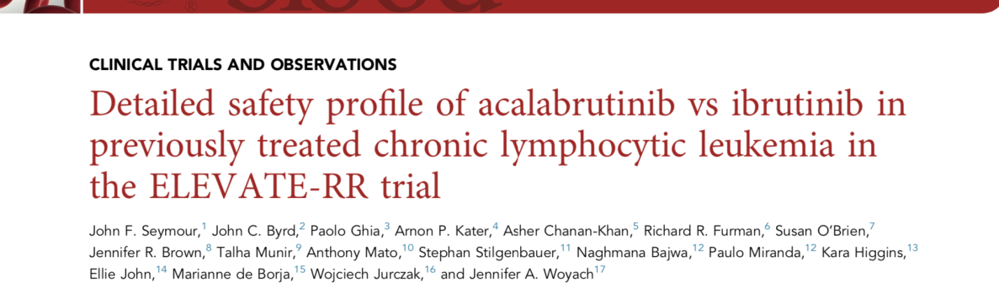 CLINICAL TRIALS AND OBSERVATIONS
Detailed safety profile of acalabrutinib vs ibrutinib in
previously treated chronic lymphocytic leukemia in
the ELEVATE-RR trial
John F. Seymour,1 John C. Byrd,2 Paolo Ghia,3 Arnon P. Kater,4 Asher Chanan-Khan,5 Richard R. Furman,6 Susan O’Brien,7
Jennifer R. Brown,8 Talha Munir,9 Anthony Mato,10 Stephan Stilgenbauer,11 Naghmana Bajwa,12 Paulo Miranda,12 Kara Higgins,13
Ellie John,14 Marianne de Borja,15 Wojciech Jurczak,16 and Jennifer A. Woyach17